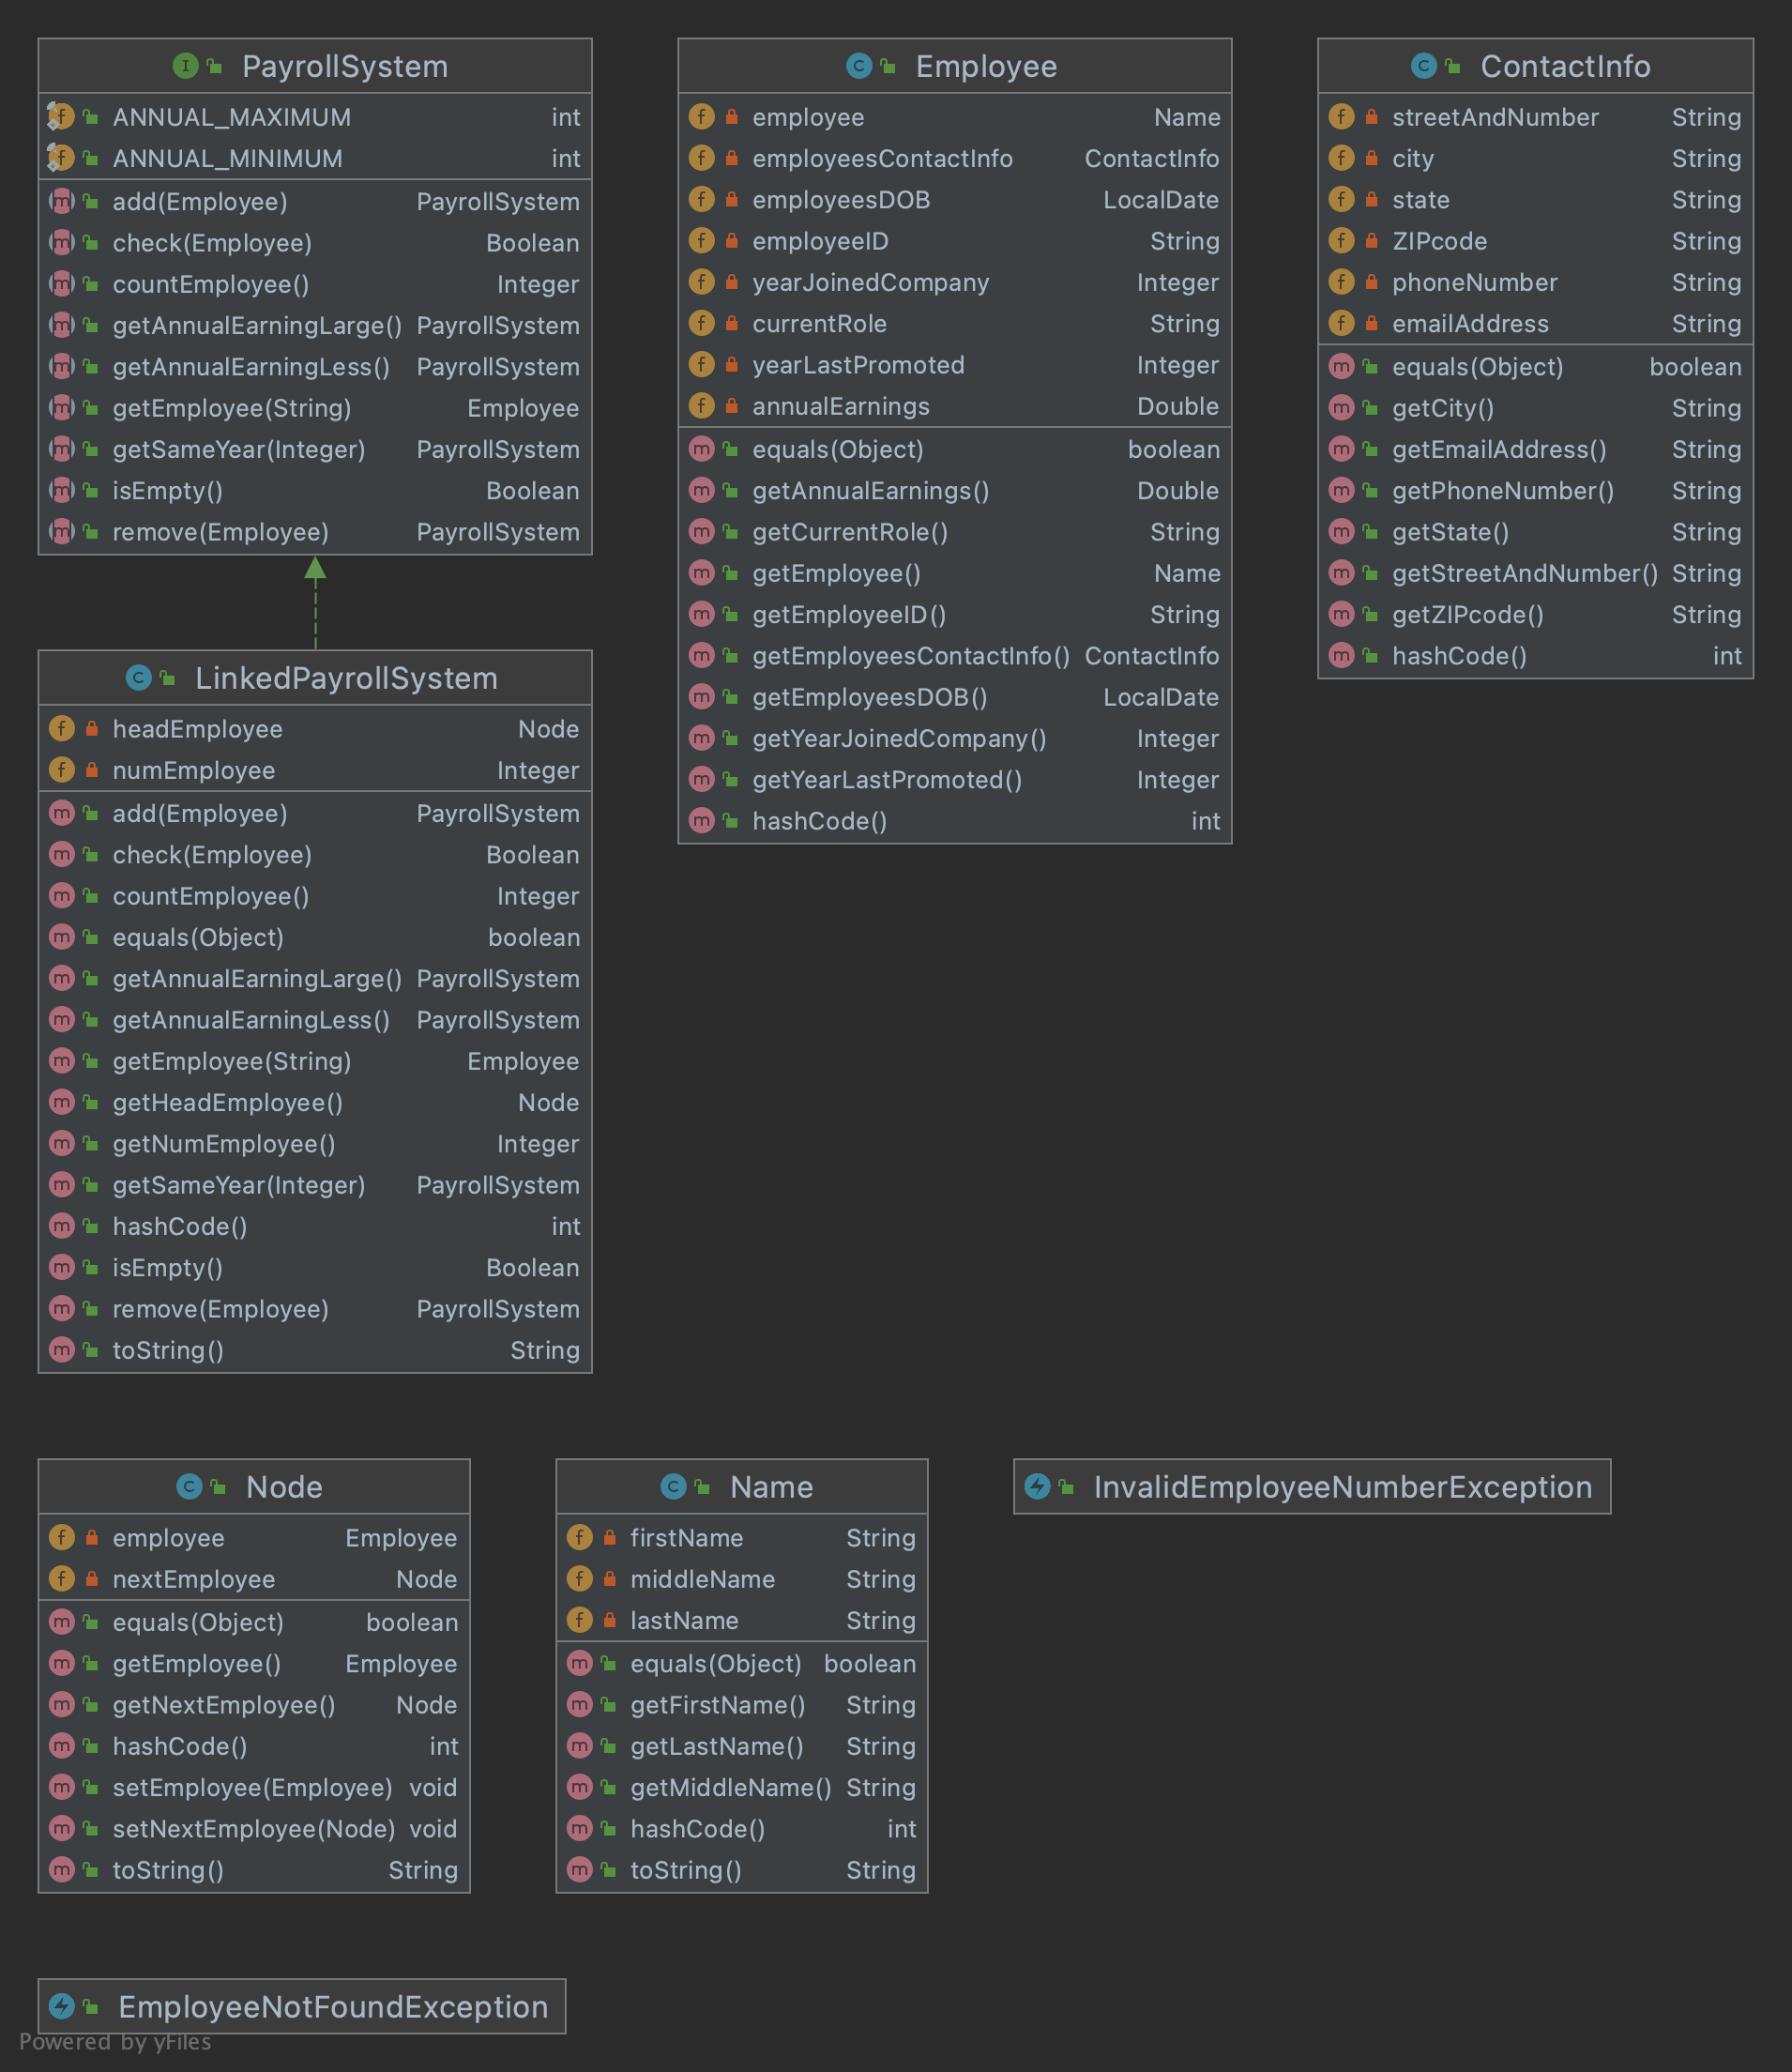 PayrollSystem
ANNUAL_MAXIMUM int
ANNUAL_MINIMUM int
add(Employee) PayrollSystem
check(Employee) Boolean
countEmployee() Integer
getAnnualEarningLarge() PayrollSystem
getAnnualEarningLess() PayrollSystem
getEmployee(String) Employee
getSameYear(Integer) PayrollSystem
isEmpty() Boolean
remove(Employee) PayrollSystem
Employee
employee Name
employeesContactInfo ContactInfo
employeesDOB LocalDate
employeeID String
yearJoinedCompany Integer
currentRole String
yearLastPromoted Integer
annualEarnings Double
equals(Object) boolean
getAnnualEarnings() Double
getCurrentRole() String
getEmployee() Name
getEmployeeID() String
getEmployeesContactInfo() ContactInfo
getEmployeesDOB() LocalDate
getYearJoinedCompany() Integer
getYearLastPromoted() Integer
hashCode() int
ContactInfo
streetAndNumber String
city String
state String
ZIPcode String
phoneNumber String
emailAddress String
equals(Object) boolean
getCity() String
getEmailAddress() String
getPhoneNumber() String
getState() String
getStreetAndNumber() String
getZIPcode() String
hashCode() int
LinkedPayrollSystem
headEmployee Node
numEmployee Integer
add(Employee) PayrollSystem
check(Employee) Boolean
countEmployee() Integer
equals(Object) boolean
getAnnualEarningLarge() PayrollSystem
getAnnualEarningLess() PayrollSystem
getEmployee(String) Employee
getHeadEmployee() Node
getNumEmployee() Integer
getSameYear(Integer) PayrollSystem
hashCode() int
isEmpty() Boolean
remove(Employee) PayrollSystem
toString() String
Node
employee Employee
nextEmployee Node
equals(Object) boolean
getEmployee() Employee
getNextEmployee() Node
hashCode() int
setEmployee(Employee) void
setNextEmployee(Node) void
toString() String
Name
firstName String
middleName String
lastName String
equals(Object) boolean
getFirstName() String
getLastName() String
getMiddleName() String
hashCode() int
toString() String
InvalidEmployeeNumberException
EmployeeNotFoundException
Powered by yFiles